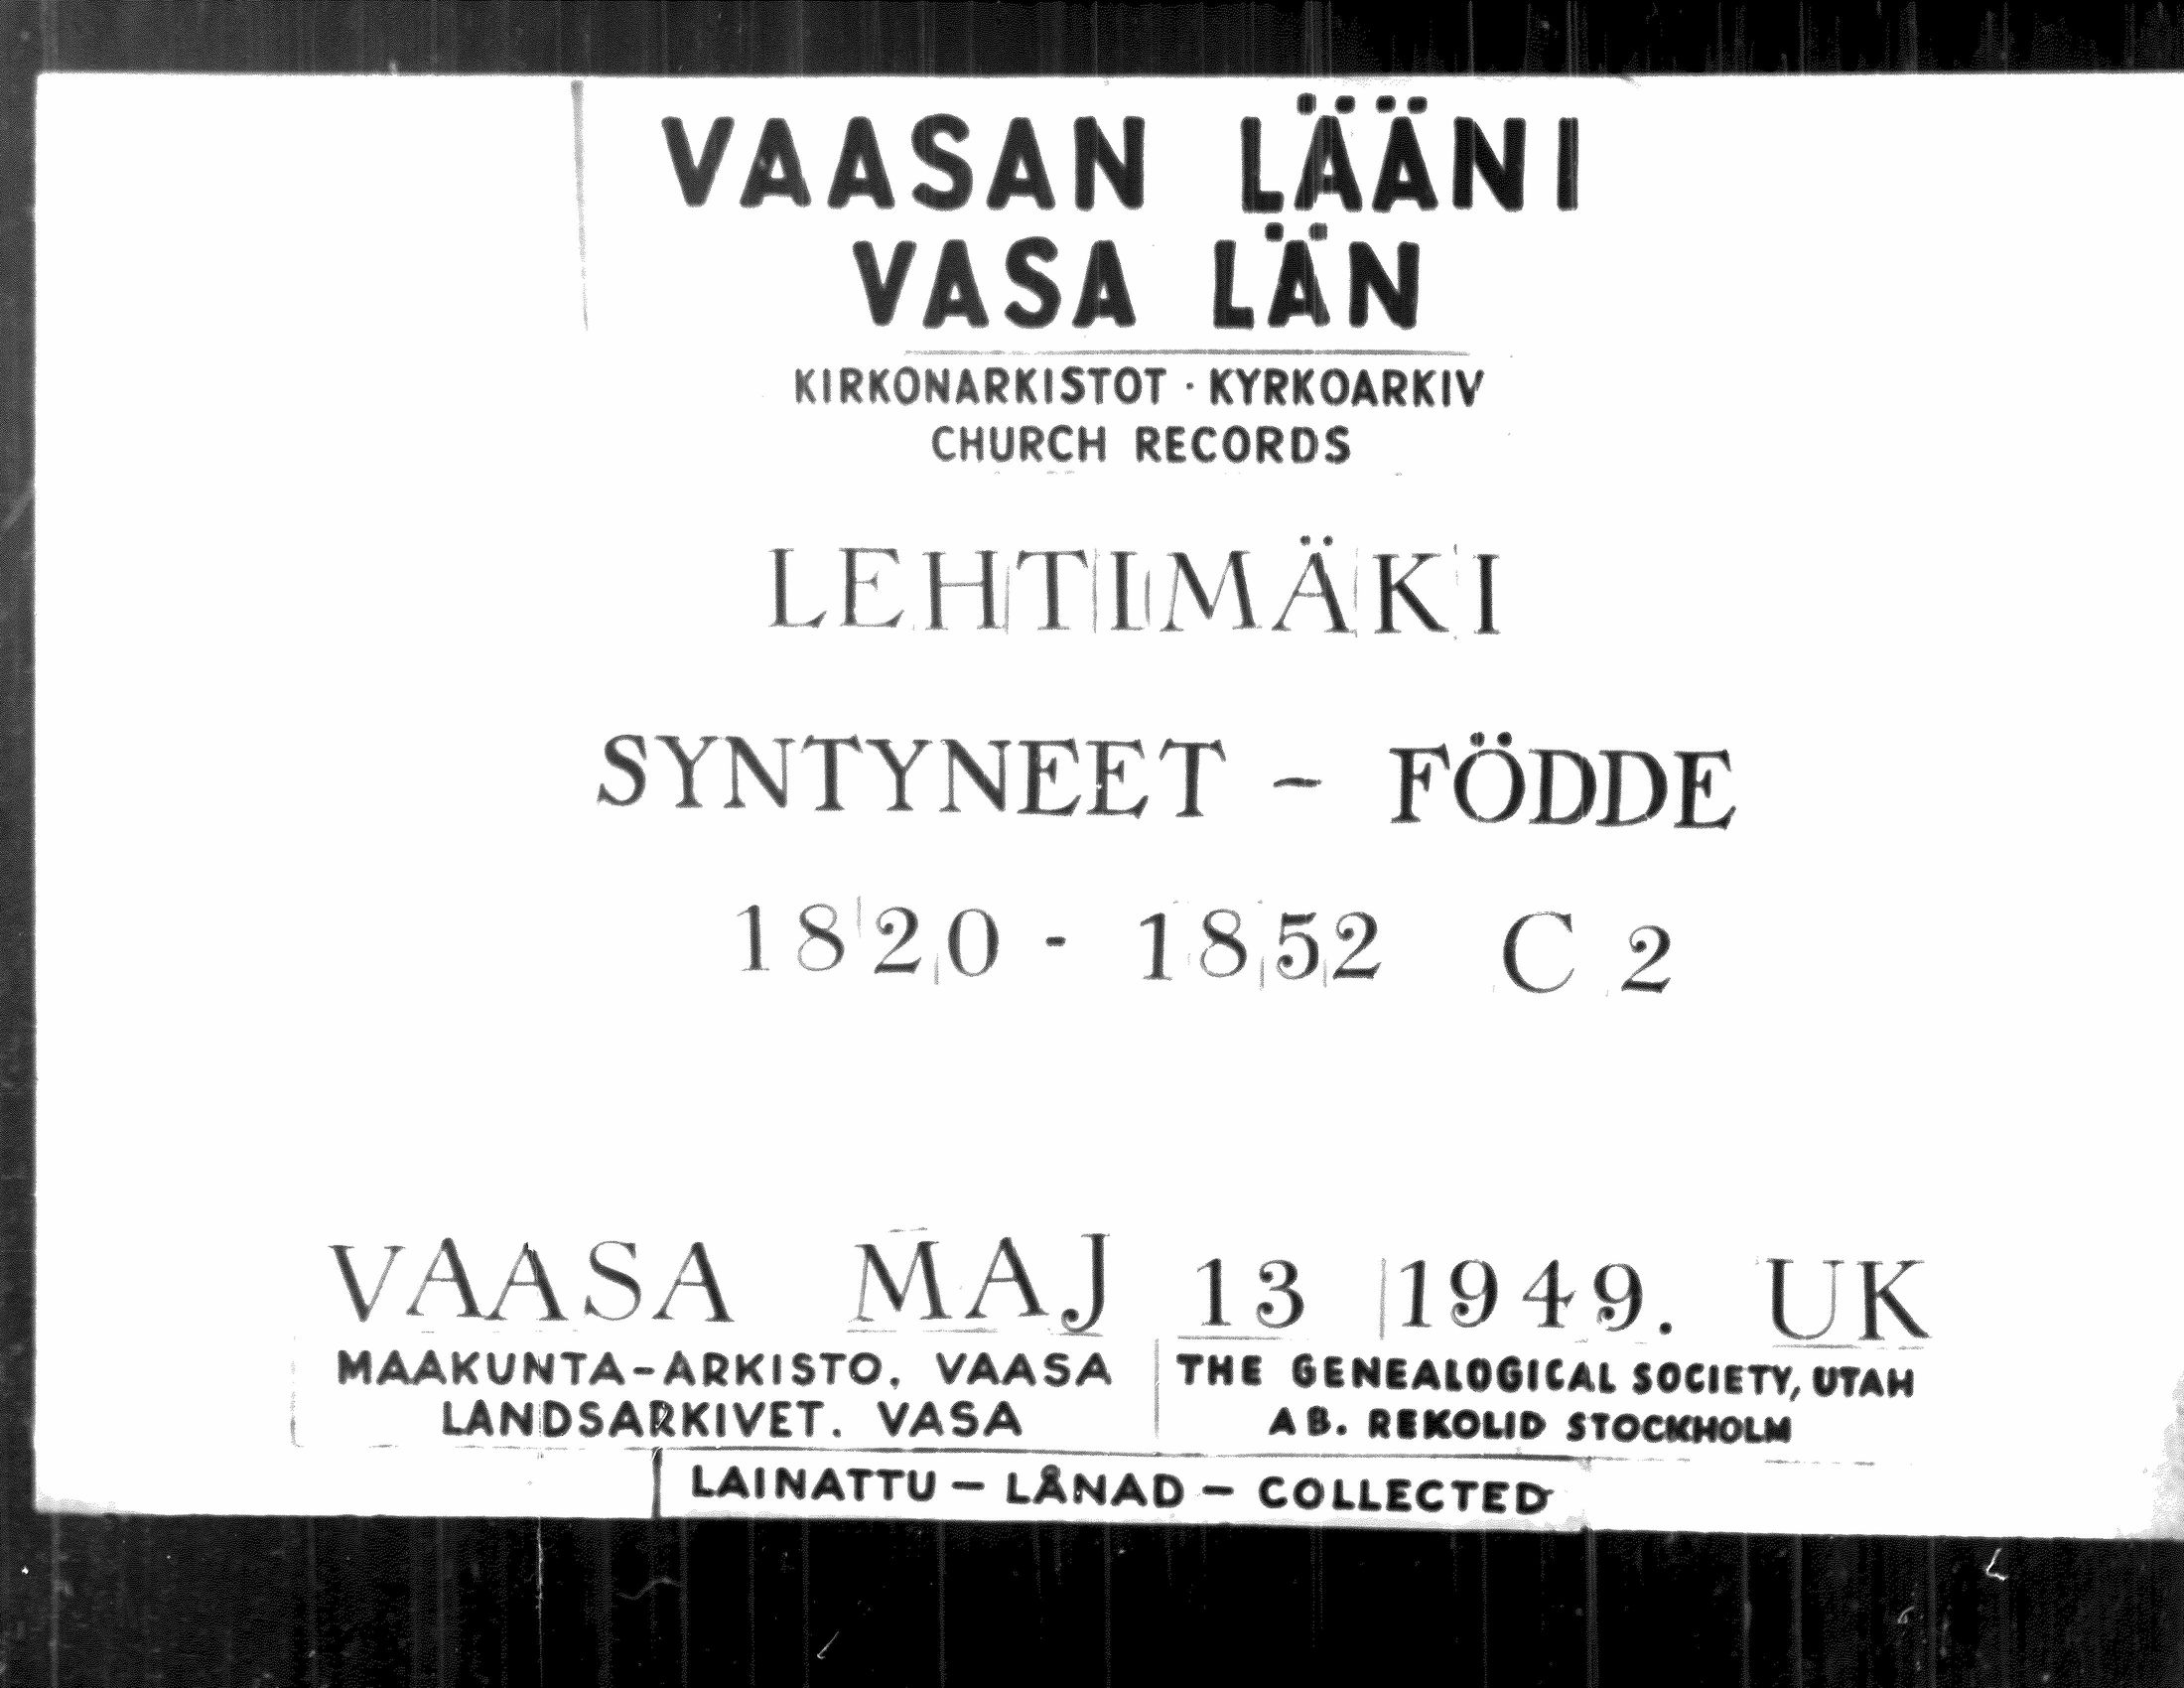 VAASAN LÄÄNI
VASA LÄN
KIRKONARKISTOT · KYRKOARKIV
CHURCH RECORDS
LEHTIMÄKI
SYNTYNEET - FÖDDE
1820 - 1852 C 2
VAASA MAJ 13 1949. UK
MAAKUNTA-ARKISTO, VAASA
LANDSARKIVET. VASA
THE GENEALOGICAL SOCIETY, UTAH
AB. REKOLID STOCKHOLM
LAINATTU - LÅNAD - COLLECTED